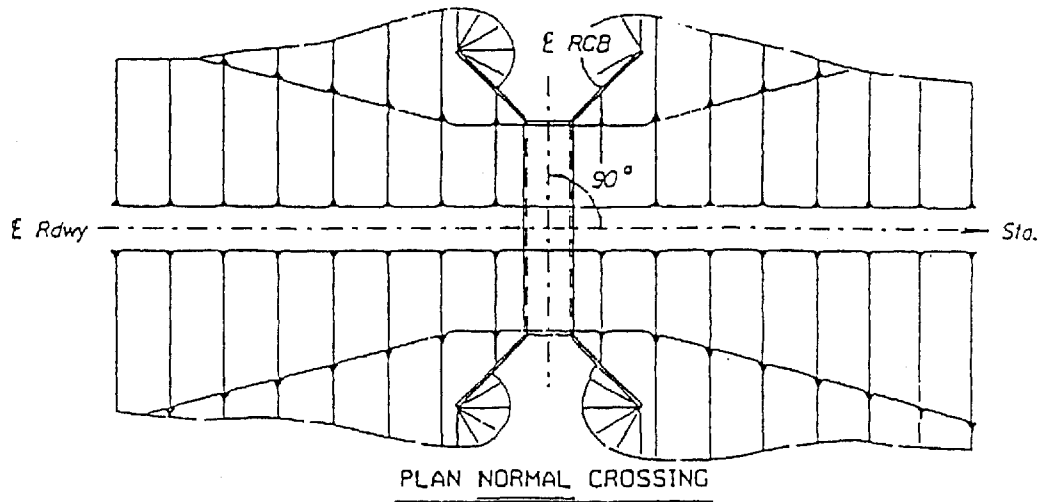 ℄ RCB
90°
℄ Rdwy
Sta.
PLAN NORMAL CROSSING